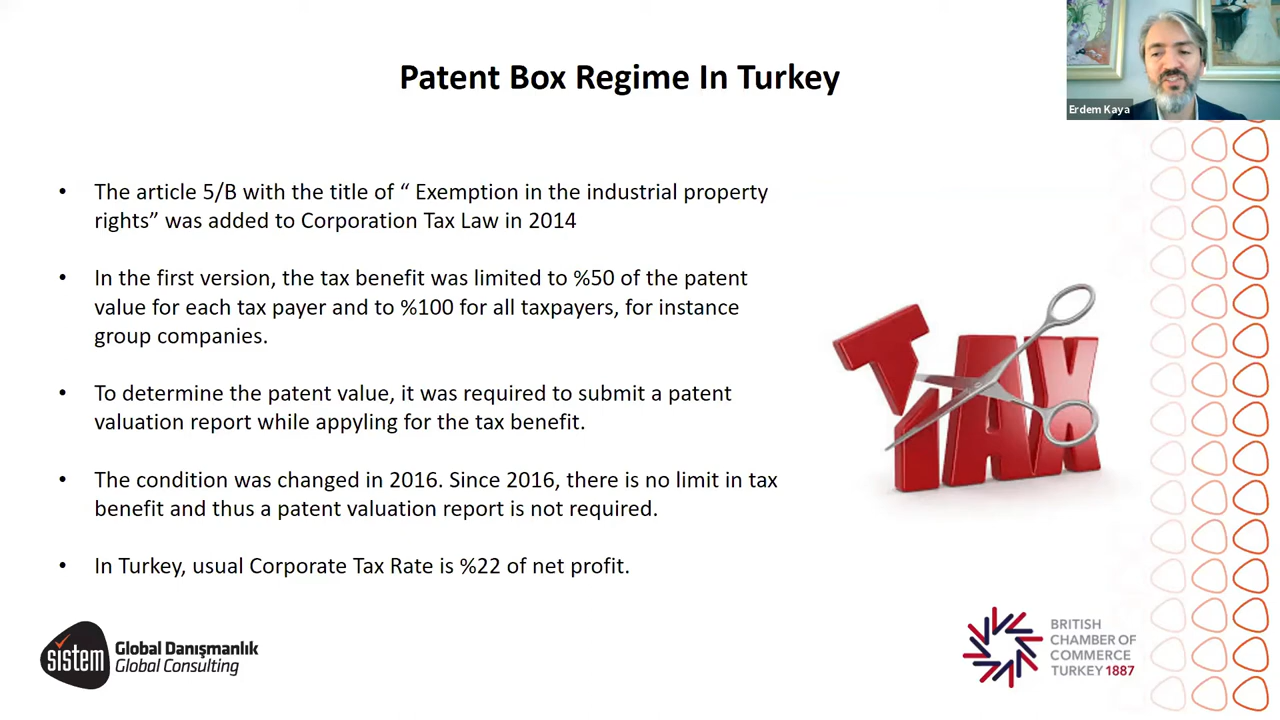 Patent Box Regime In Turkey
Erdem Kaya
• The article 5/B with the title of “ Exemption in the industrial property
rights” was added to Corporation Tax Law in 2014
• In the first version, the tax benefit was limited to %50 of the patent
value for each tax payer and to %100 for all taxpayers, for instance
group companies.
• To determine the patent value, it was required to submit a patent
valuation report while appyling for the tax benefit.
• The condition was changed in 2016. Since 2016, there is no limit in tax
benefit and thus a patent valuation report is not required.
• In Turkey, usual Corporate Tax Rate is %22 of net profit.
TAX
sistem
Global Danışmanlık
Global Consulting
BRITISH
CHAMBER OF
COMMERCE
TURKEY 1887